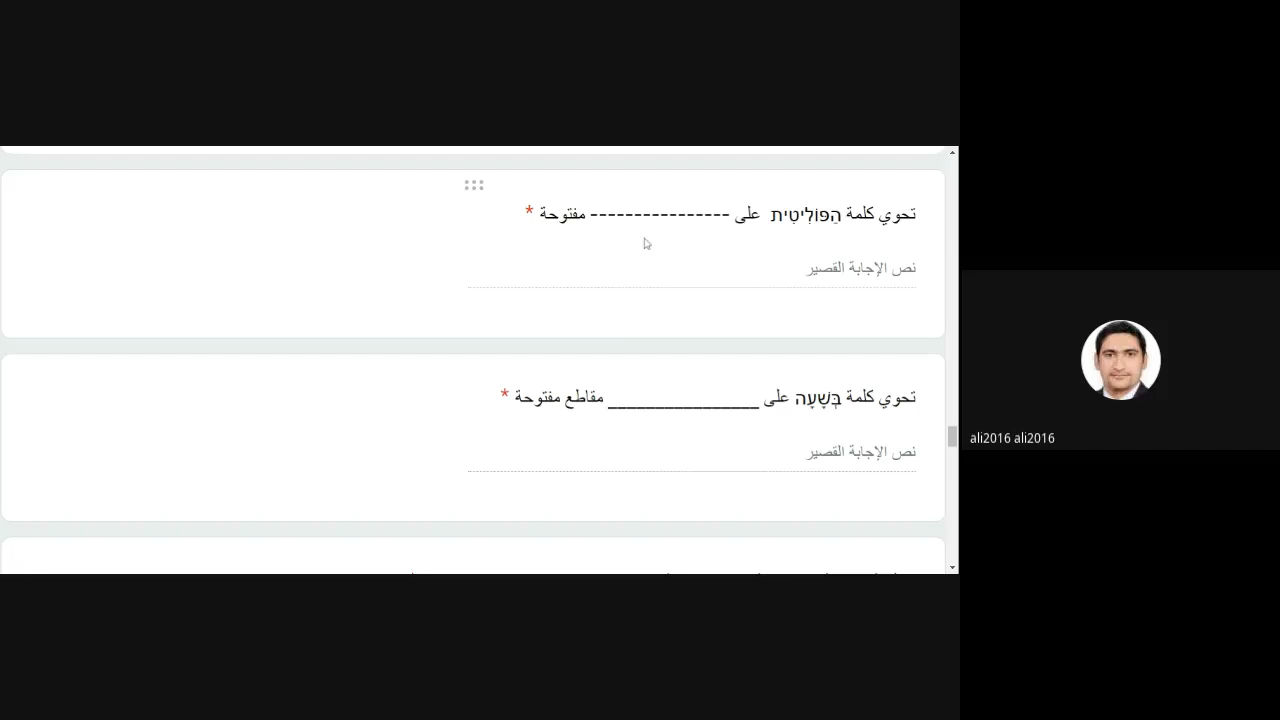 تحوي كلمة הַפּוֹלִיטִית على ---------------- مفتوحة *
نص الإجابة القصير
تحوي كلمة בְּשָׁעָה على ________________ مقاطع مفتوحة *
نص الإجابة القصير
ali2016 ali2016